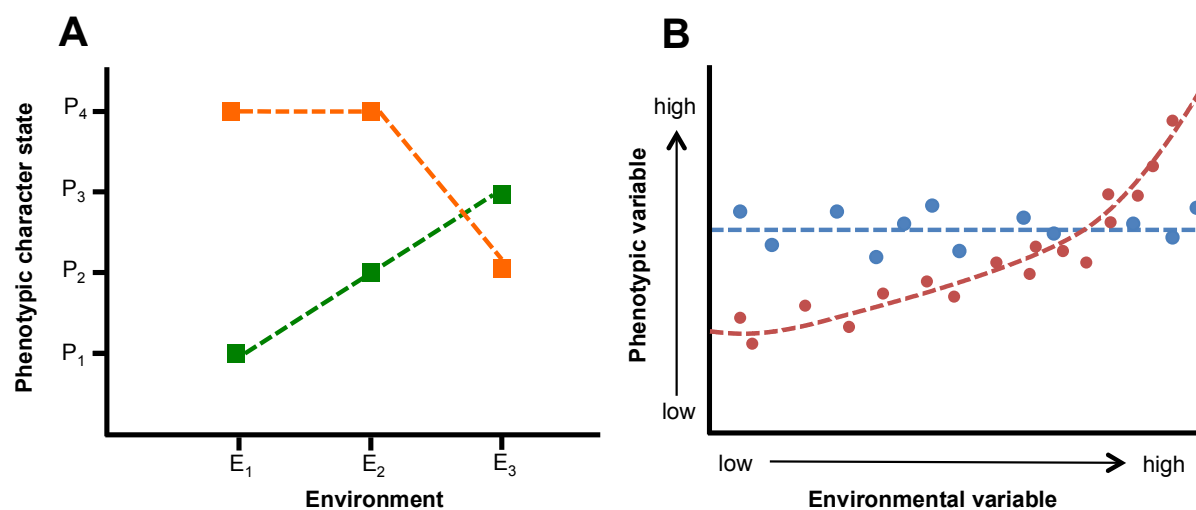 A
Phenotypic character state
P₄
P₃
P₂
P₁
E₁
E₂
E₃
Environment
B
Phenotypic variable
high
low
low
high
Environmental variable